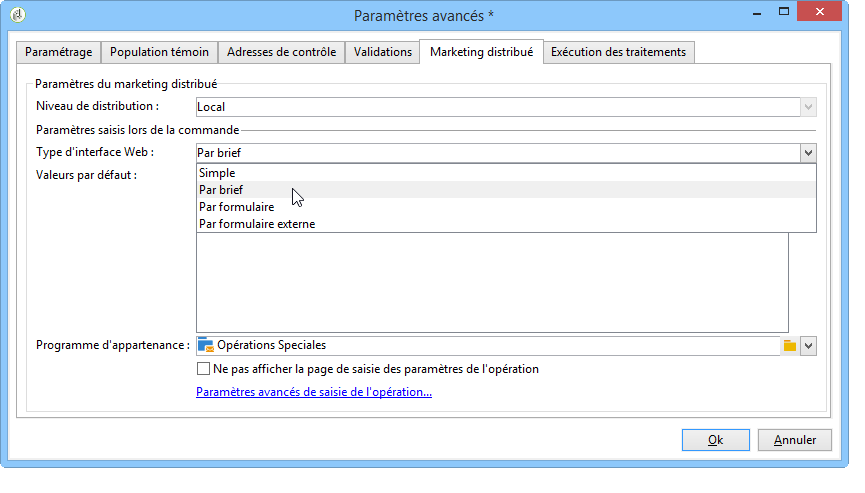 Paramètres avancés *
Paramétrage Population témoin Adresses de contrôle Validations Marketing distribué Exécution des traitements
Paramètres du marketing distribué
Niveau de distribution : Local
Paramètres saisis lors de la commande
Type d'interface Web : Par brief
Valeurs par défaut : Simple
Par brief
Par formulaire
Par formulaire externe
Programme d'appartenance : Opérations Speciales
Ne pas afficher la page de saisie des paramètres de l'opération
Paramètres avancés de saisie de l'opération...
Ok Annuler